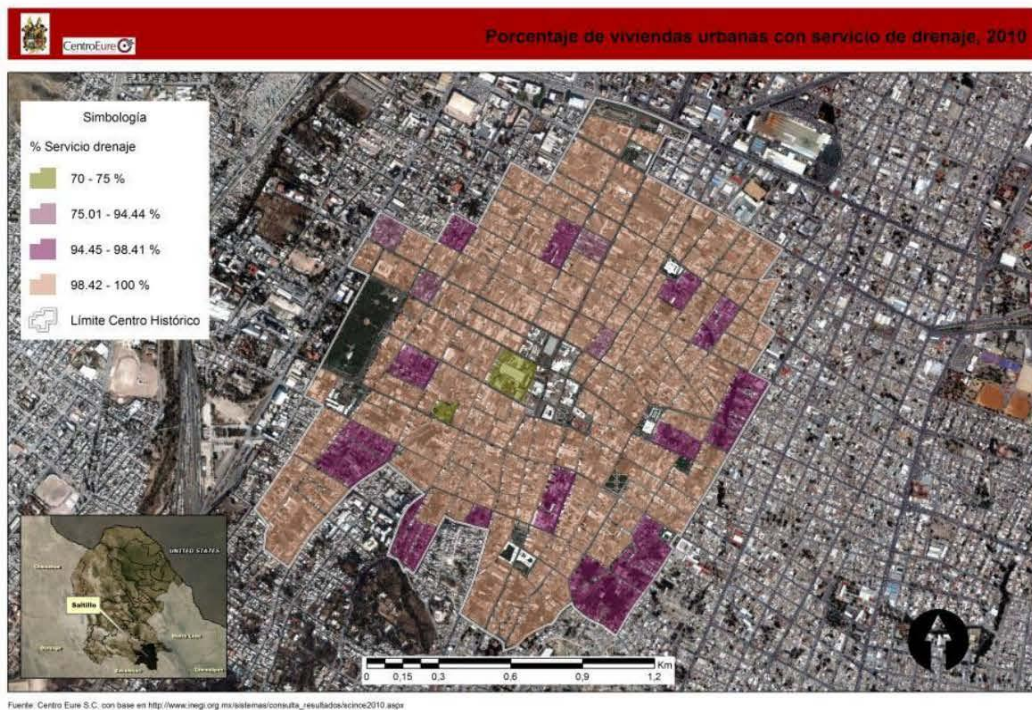 CentroEure
Porcentaje de viviendas urbanas con servicio de drenaje, 2010
Simbología
% Servicio drenaje
70 - 75 %
75.01 - 94.44 %
94.45 - 98.41 %
98.42 - 100 %
Límite Centro Histórico
UNITED STATES
Saltillo
Km
0 0,15 0,3 0,6 0,9 1,2
Fuente: Centro Eure S.C. con base en http://www.inegi.org.mx/sistemas/consulta_resultados/scince2010.aspx